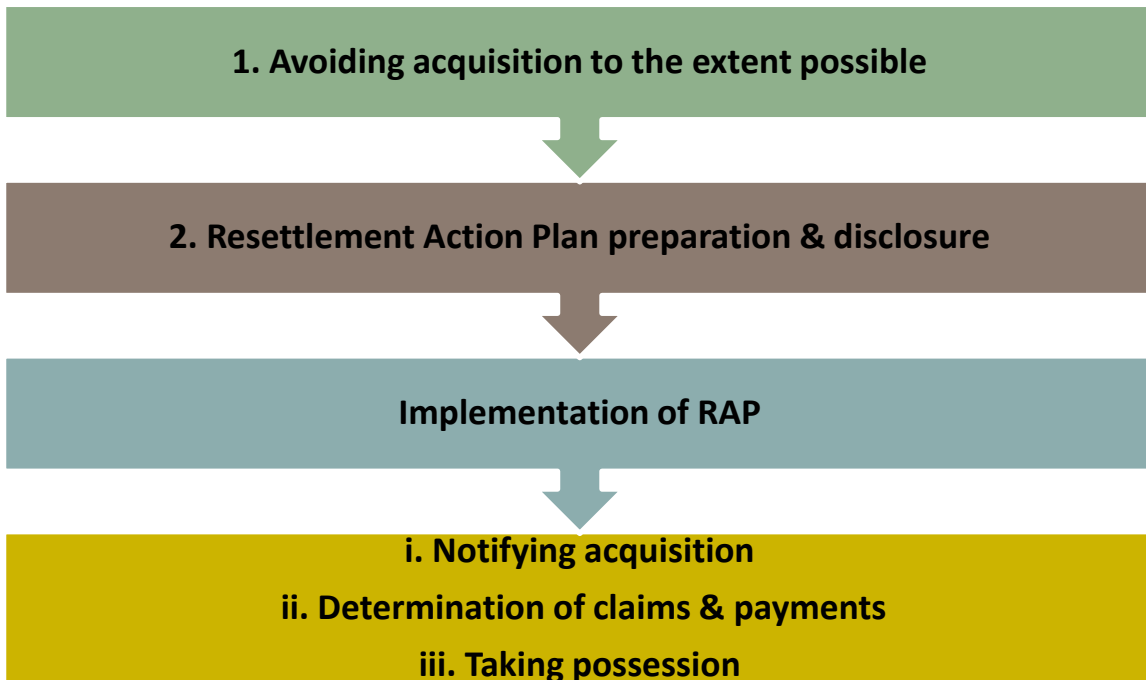 1. Avoiding acquisition to the extent possible
2. Resettlement Action Plan preparation & disclosure
Implementation of RAP
i. Notifying acquisition
ii. Determination of claims & payments
iii. Taking possession